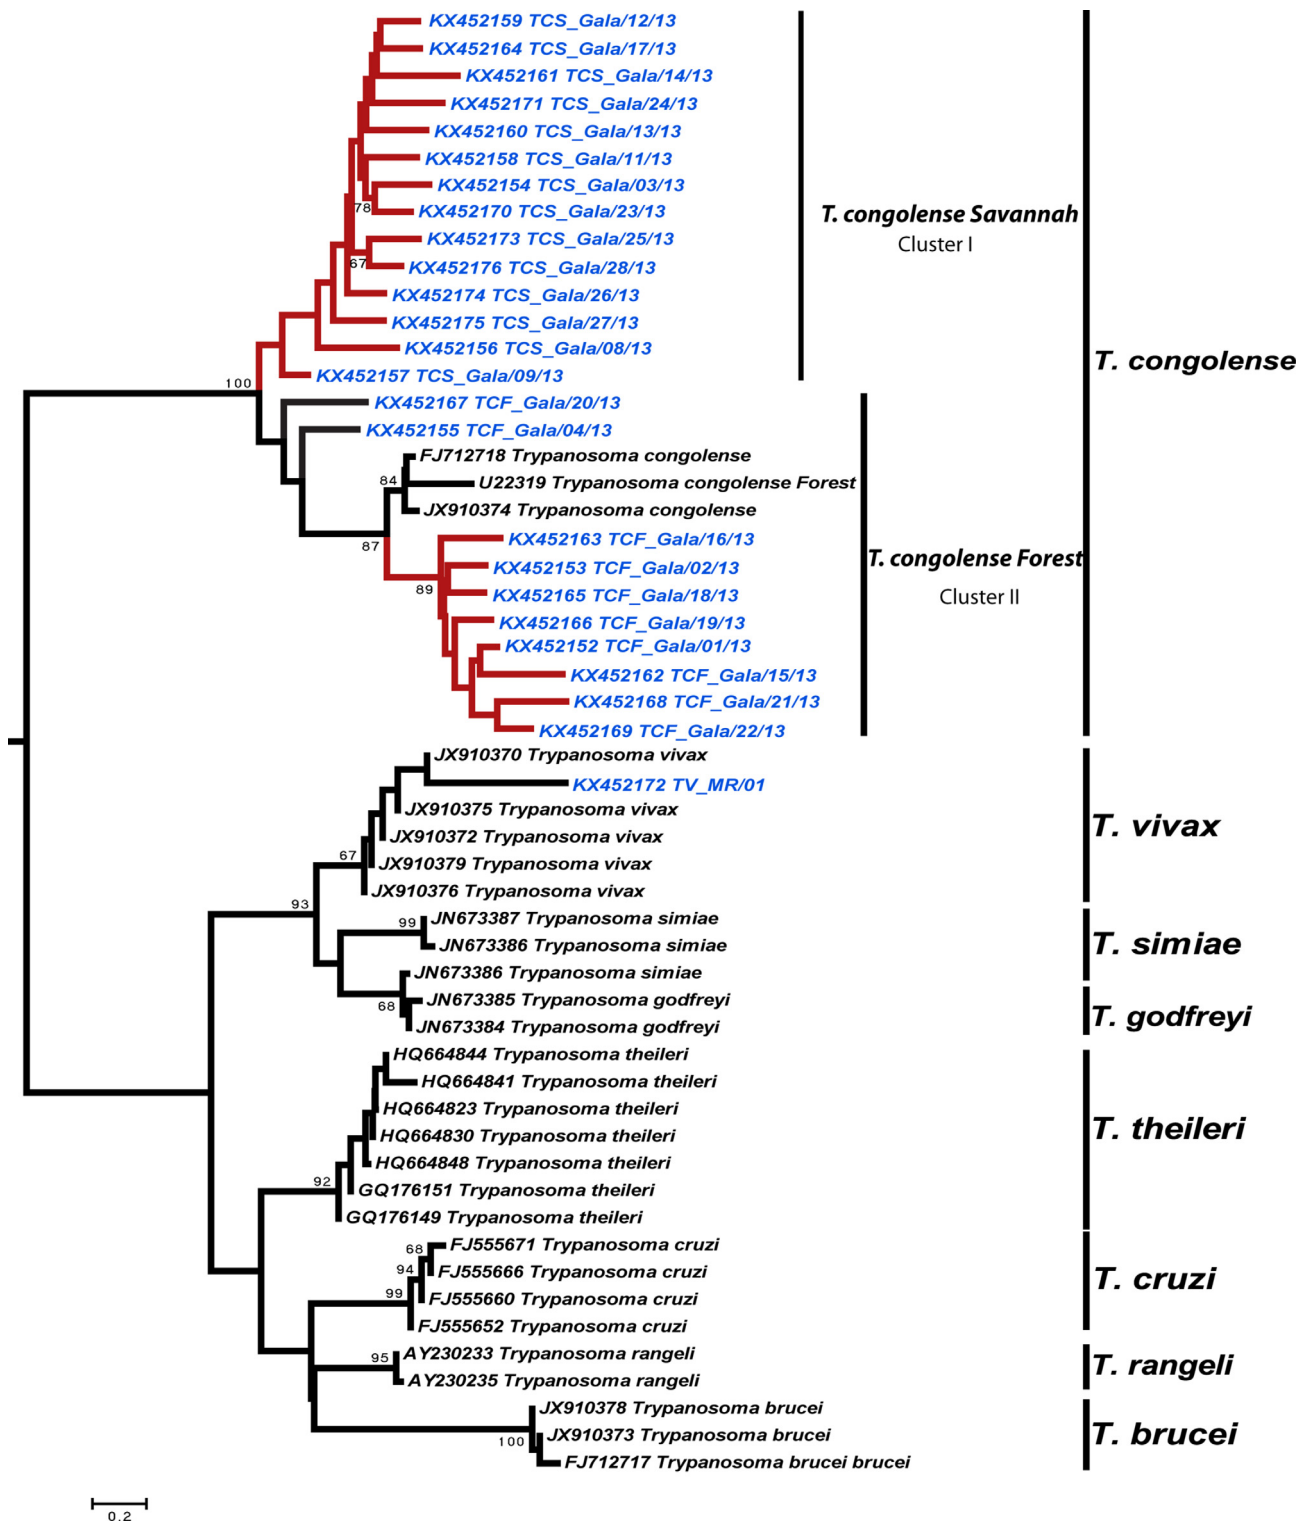 KX452159 TCS_Gala/12/13
KX452164 TCS_Gala/17/13
KX452161 TCS_Gala/14/13
KX452171 TCS_Gala/24/13
KX452160 TCS_Gala/13/13
KX452158 TCS_Gala/11/13
KX452154 TCS_Gala/03/13
78
KX452170 TCS_Gala/23/13
KX452173 TCS_Gala/25/13
67
KX452176 TCS_Gala/28/13
KX452174 TCS_Gala/26/13
KX452175 TCS_Gala/27/13
KX452156 TCS_Gala/08/13
KX452157 TCS_Gala/09/13
T. congolense Savannah
Cluster I
100
KX452167 TCF_Gala/20/13
KX452155 TCF_Gala/04/13
FJ712718 Trypanosoma congolense
84
U22319 Trypanosoma congolense Forest
JX910374 Trypanosoma congolense
87
KX452163 TCF_Gala/16/13
KX452153 TCF_Gala/02/13
89
KX452165 TCF_Gala/18/13
KX452166 TCF_Gala/19/13
KX452152 TCF_Gala/01/13
KX452162 TCF_Gala/15/13
KX452168 TCF_Gala/21/13
KX452169 TCF_Gala/22/13
T. congolense Forest
Cluster II
T. congolense
JX910370 Trypanosoma vivax
KX452172 TV_MR/01
JX910375 Trypanosoma vivax
JX910372 Trypanosoma vivax
67
JX910379 Trypanosoma vivax
JX910376 Trypanosoma vivax
T. vivax
93
99
JN673387 Trypanosoma simiae
JN673386 Trypanosoma simiae
T. simiae
JN673386 Trypanosoma simiae
68
JN673385 Trypanosoma godfreyi
JN673384 Trypanosoma godfreyi
T. godfreyi
HQ664844 Trypanosoma theileri
HQ664841 Trypanosoma theileri
HQ664823 Trypanosoma theileri
HQ664830 Trypanosoma theileri
HQ664848 Trypanosoma theileri
92
GQ176151 Trypanosoma theileri
GQ176149 Trypanosoma theileri
T. theileri
68
FJ555671 Trypanosoma cruzi
94
FJ555666 Trypanosoma cruzi
99
FJ555660 Trypanosoma cruzi
FJ555652 Trypanosoma cruzi
T. cruzi
95
AY230233 Trypanosoma rangeli
AY230235 Trypanosoma rangeli
T. rangeli
JX910378 Trypanosoma brucei
100
JX910373 Trypanosoma brucei
FJ712717 Trypanosoma brucei brucei
T. brucei
0.2